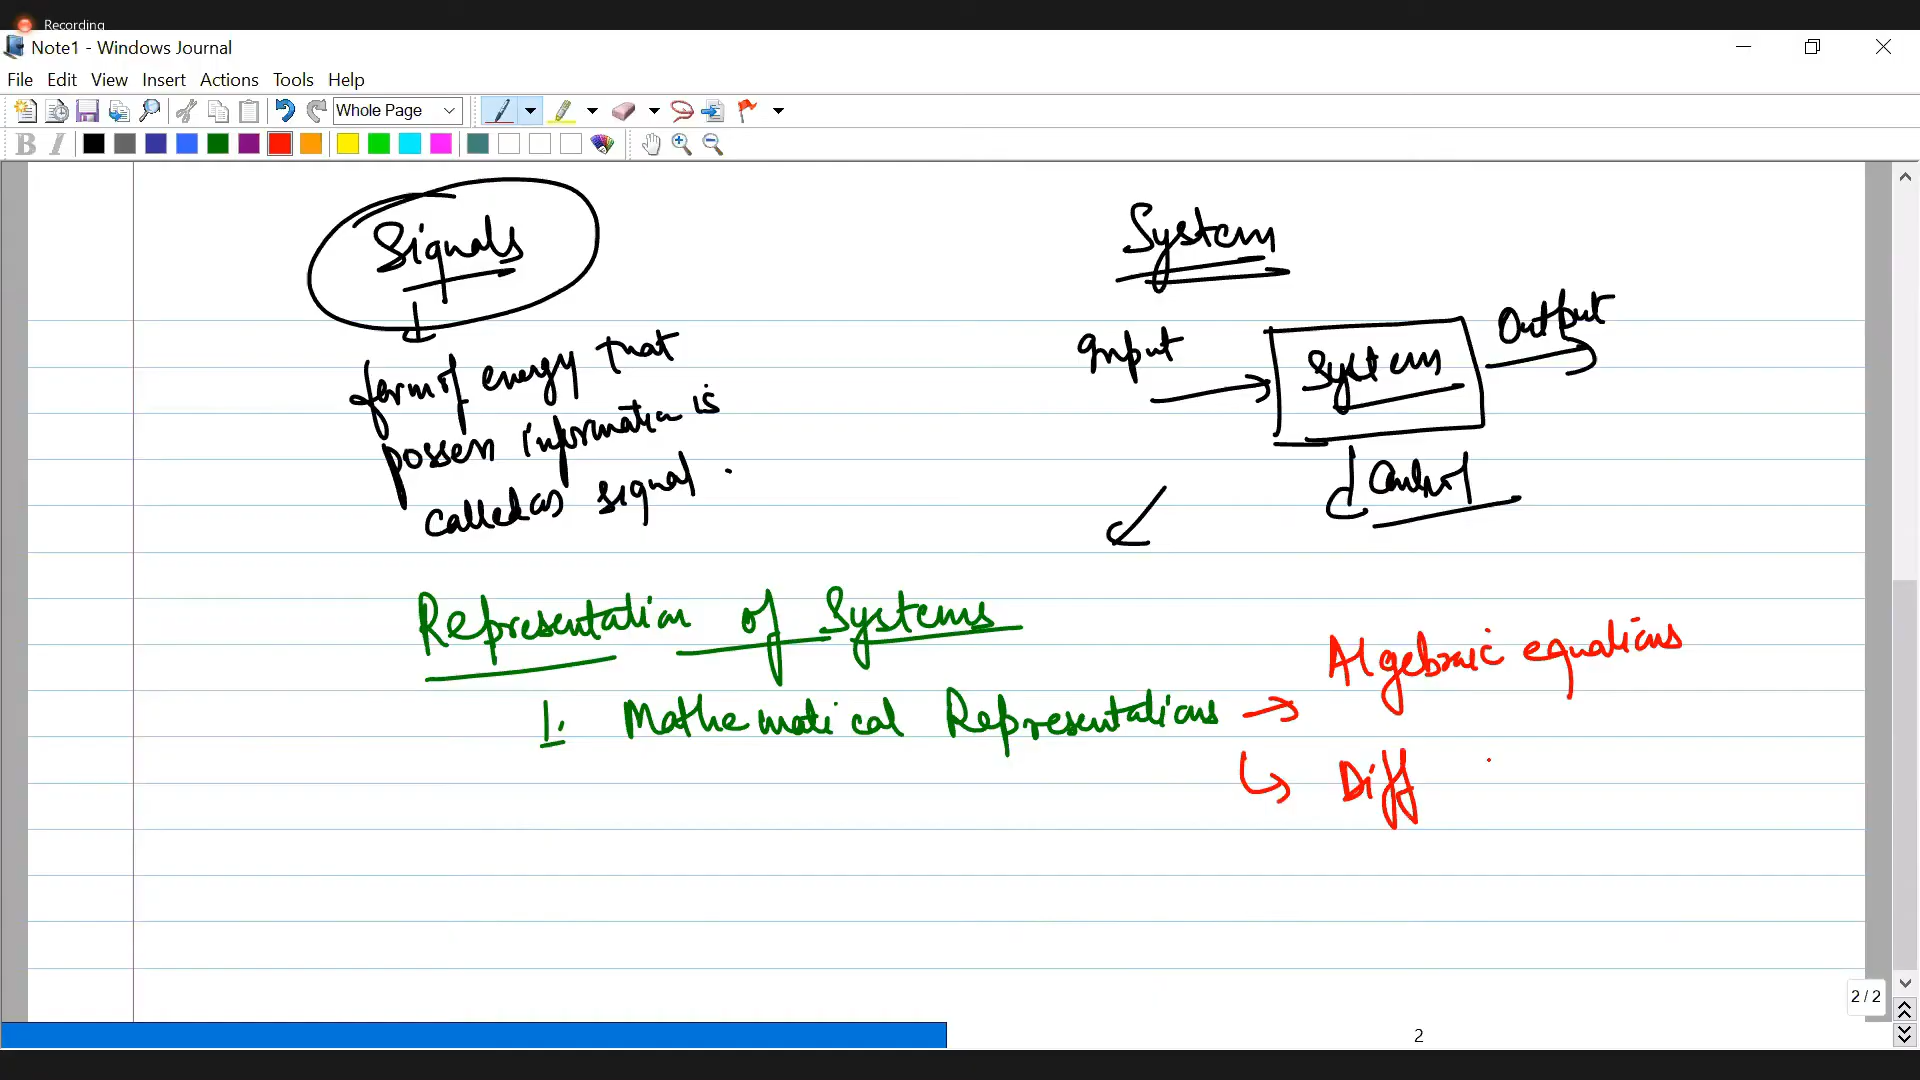 Recording
Note1 - Windows Journal
File Edit View Insert Actions Tools Help
Whole Page
B I
Signals
System
form of energy that
possess information is
called as signal.
Input
System
Output
Control
Representation of Systems
1. Mathematical Representations
Algebraic equations
Diff
2 / 2
2